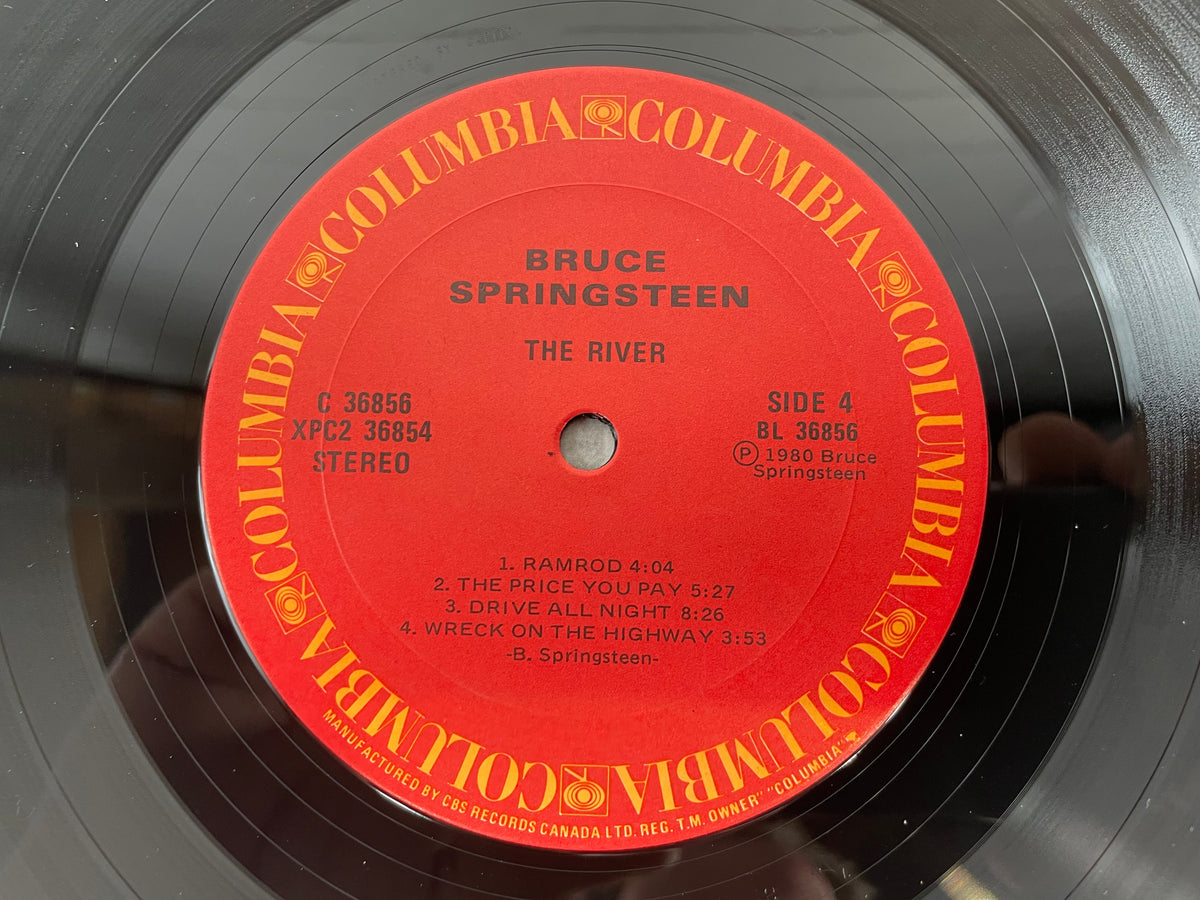 COLUMBIA COLUMBIA COLUMBIA COLUMBIA COLUMBIA COLUMBIA
BRUCE
SPRINGSTEEN
THE RIVER
C 36856
XPC2 36854
STEREO
SIDE 4
BL 36856
Ⓟ 1980 Bruce
Springsteen
1. RAMROD 4:04
2. THE PRICE YOU PAY 5:27
3. DRIVE ALL NIGHT 8:26
4. WRECK ON THE HIGHWAY 3:53
-B. Springsteen-
MANUFACTURED BY CBS RECORDS CANADA LTD. REG. T.M. OWNER" "COLUMBIA"